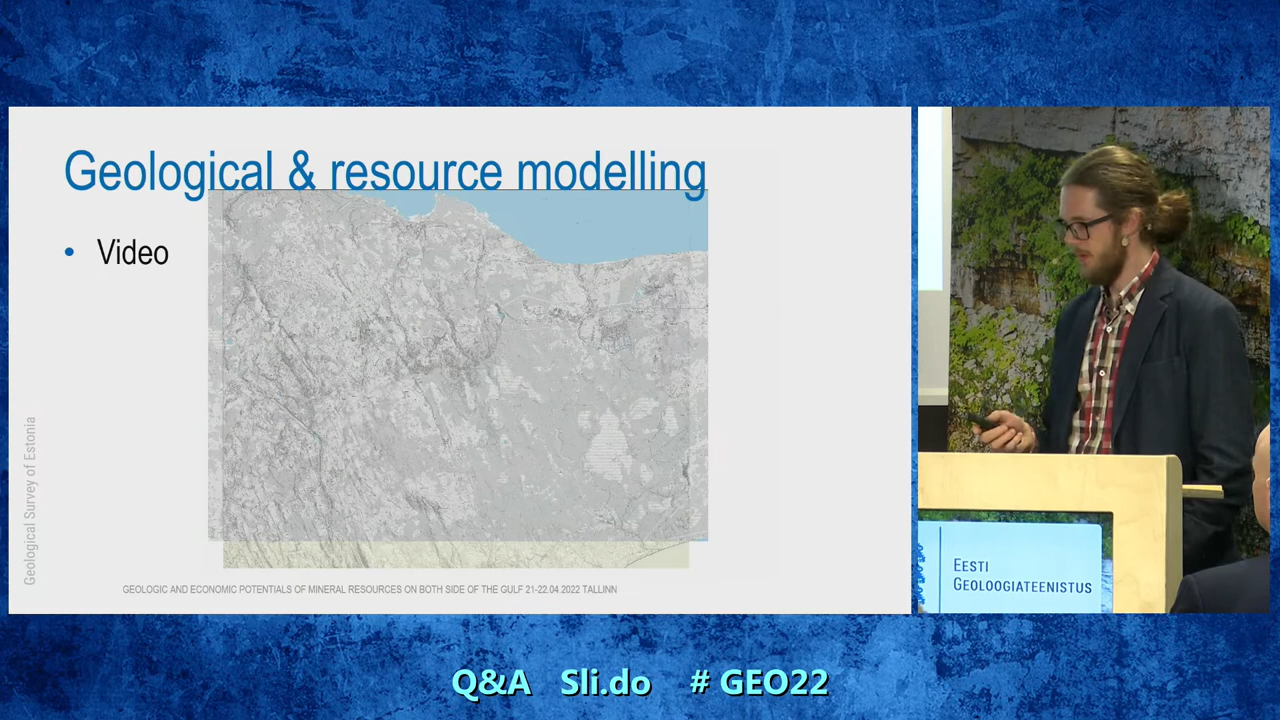 Geological & resource modelling
• Video
Geological Survey of Estonia
GEOLOGIC AND ECONOMIC POTENTIALS OF MINERAL RESOURCES ON BOTH SIDE OF THE GULF 21-22.04.2022 TALLINN
EESTI
GEOLOOGIATEENISTUS
Q&A Sli.do # GEO22